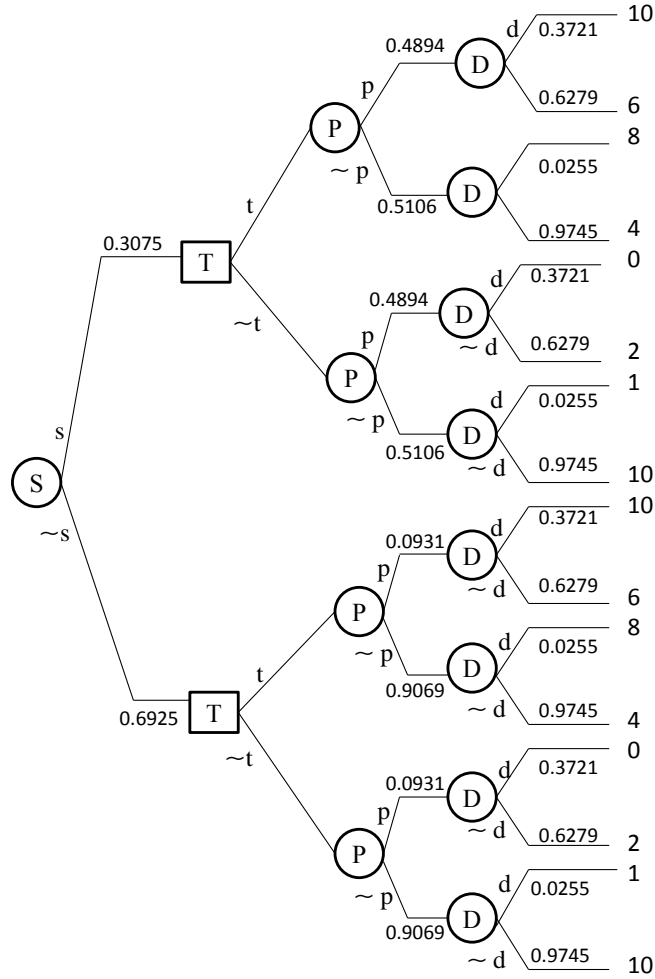 d 10
0.3721
0.4894 D
p 0.6279 6
P 8
~ p 0.0255
t 0.5106 D
0.9745 4
0.3075 T 0
d 0.3721
0.4894 D
~t p ~ d 0.6279 2
P 1
~ p d 0.0255
s 0.5106 D
~ d 0.9745 10
S 10
~s d 0.3721
0.0931 D
p ~ d 0.6279 6
P 8
~ p d 0.0255
t 0.9069 D
~ d 0.9745 4
0.6925 T 0
~t d 0.3721
0.0931 D
p ~ d 0.6279 2
P 1
~ p d 0.0255
0.9069 D
~ d 0.9745 10